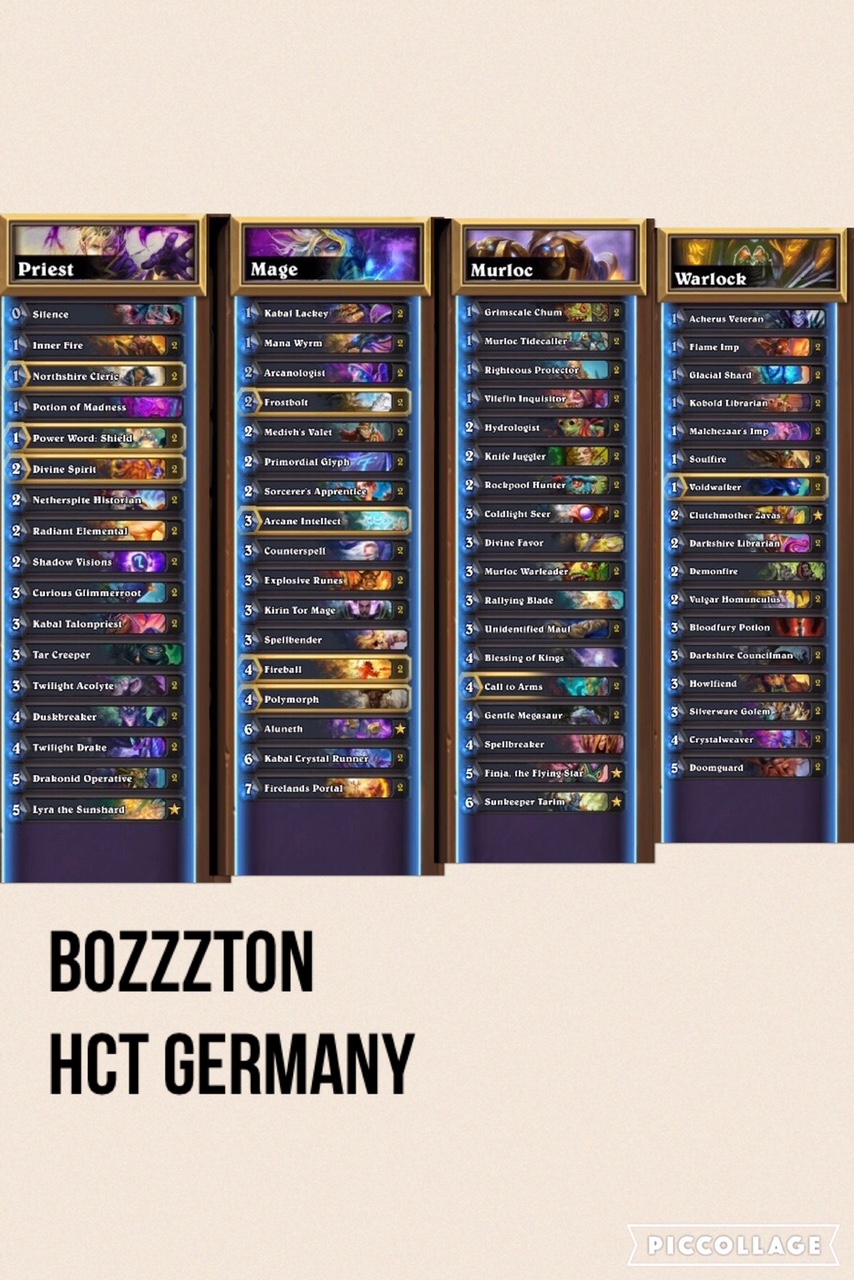 Priest
0 Silence
1 Inner Fire 2
1 Northshire Cleric 2
1 Potion of Madness
1 Power Word: Shield 2
2 Divine Spirit 2
2 Netherspite Historian 2
2 Radiant Elemental 2
2 Shadow Visions 2
3 Curious Glimmerroot 2
3 Kabal Talonpriest 2
3 Tar Creeper
3 Twilight Acolyte 2
4 Duskbreaker 2
4 Twilight Drake 2
5 Drakonid Operative 2
5 Lyra the Sunshard
Mage
1 Kabal Lackey 2
1 Mana Wyrm 2
2 Arcanologist 2
2 Frostbolt 2
2 Medivh's Valet 2
2 Primordial Glyph 2
2 Sorcerer's Apprentice 2
3 Arcane Intellect
3 Counterspell 2
3 Explosive Runes 2
3 Kirin Tor Mage 2
3 Spellbender
4 Fireball 2
4 Polymorph
6 Aluneth
6 Kabal Crystal Runner 2
7 Firelands Portal 2
Murloc
1 Grimscale Chum 2
1 Murloc Tidecaller 2
1 Righteous Protector 2
1 Vilefin Inquisitor 2
2 Hydrologist 2
2 Knife Juggler 2
2 Rockpool Hunter 2
3 Coldlight Seer 2
3 Divine Favor
3 Murloc Warleader 2
3 Rallying Blade
3 Unidentified Maul 2
4 Blessing of Kings
4 Call to Arms 2
4 Gentle Megasaur 2
4 Spellbreaker
5 Finja, the Flying Star
6 Sunkeeper Tarim
Warlock
1 Acherus Veteran
1 Flame Imp 2
1 Glacial Shard 2
1 Kobold Librarian 2
1 Malchezaar's Imp 2
1 Soulfire 2
1 Voidwalker 2
2 Clutchmother Zavas
2 Darkshire Librarian 2
2 Demonfire
2 Vulgar Homunculus 2
3 Bloodfury Potion
3 Darkshire Councilman 2
3 Howlfiend 2
3 Silverware Golem 2
4 Crystalweaver 2
5 Doomguard 2
BOZZZTON
HCT GERMANY
PICCOLLAGE